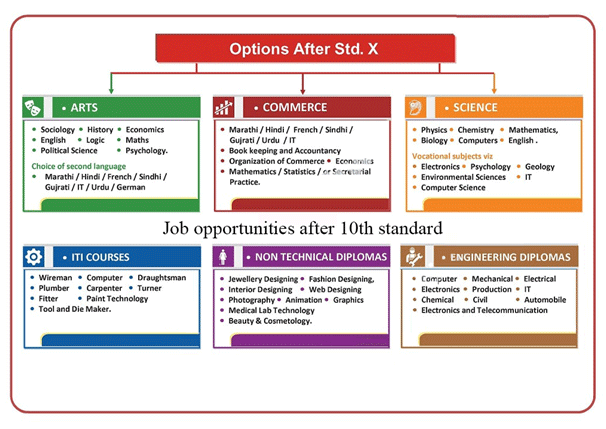 Options After Std. X
• ARTS
• Sociology • History • Economics
• English • Logic • Maths
• Political Science • Psychology.
Choice of second language
• Marathi / Hindi / French / Sindhi /
Gujrati / IT / Urdu / German
• COMMERCE
• Marathi / Hindi / French / Sindhi /
Gujrati / Urdu / IT
• Book keeping and Accountancy
• Organization of Commerce • Economics
• Mathematics / Statistics / or Secretarial
Practice.
• SCIENCE
• Physics • Chemistry • Mathematics,
• Biology • Computers • English .
Vocational subjects viz
• Electronics • Psychology • Geology
• Environmental Sciences • IT
• Computer Science
Job opportunities after 10th standard
• ITI COURSES
• Wireman • Computer • Draughtsman
• Plumber • Carpenter • Turner
• Fitter • Paint Technology
• Tool and Die Maker.
• NON TECHNICAL DIPLOMAS
• Jewellery Designing • Fashion Designing,
• Interior Designing • Web Designing
• Photography • Animation • Graphics
• Medical Lab Technology
• Beauty & Cosmetology.
• ENGINEERING DIPLOMAS
• Computer • Mechanical • Electrical
• Electronics • Production • IT
• Chemical • Civil • Automobile
• Electronics and Telecommunication